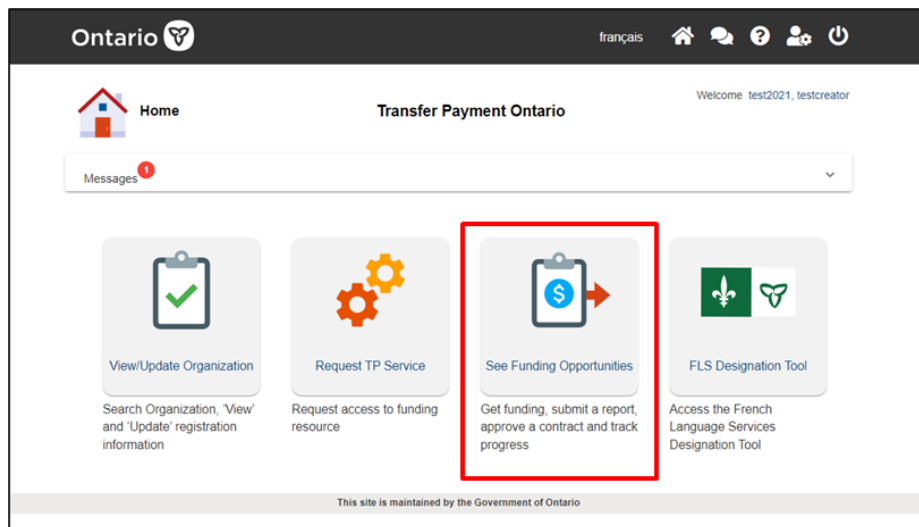 Ontario
français
Home
Transfer Payment Ontario
Welcome test2021, testcreator
Messages 1
View/Update Organization
Search Organization, 'View'
and 'Update' registration
information
Request TP Service
Request access to funding
resource
See Funding Opportunities
Get funding, submit a report,
approve a contract and track
progress
FLS Designation Tool
Access the French
Language Services
Designation Tool
This site is maintained by the Government of Ontario